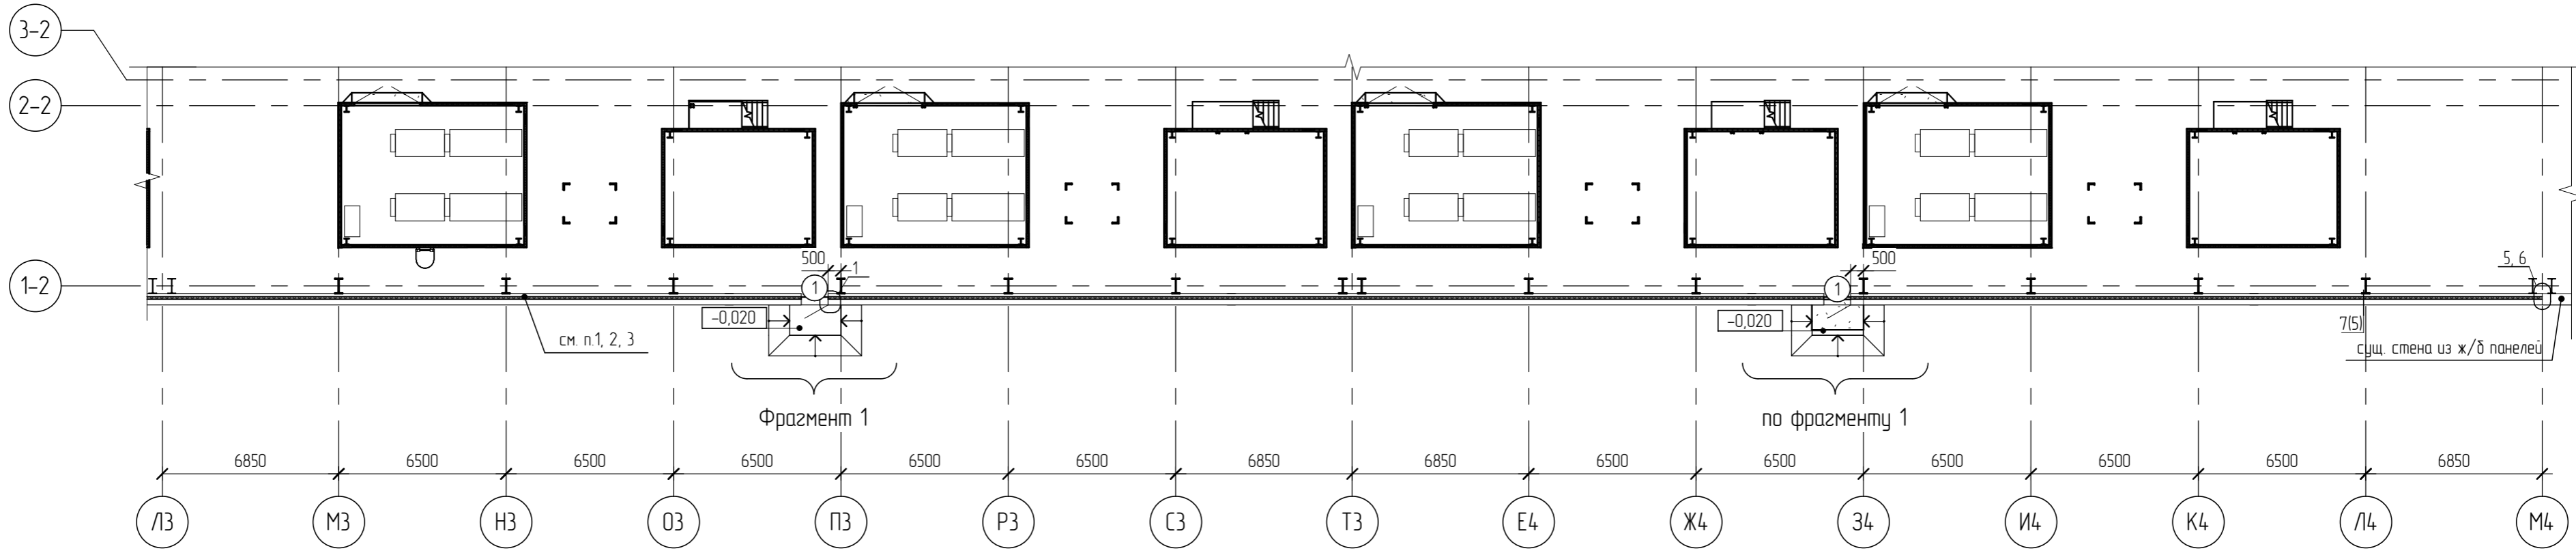 3-2
2-2
1-2
500
1
1
-0,020
см. п.1, 2, 3
Фрагмент 1
500
1
-0,020
по фрагменту 1
5, 6
7(5)
сущ. стена из ж/б панелей
6850
6500
6500
6500
6500
6500
6850
6850
6500
6500
6500
6500
6500
6850
Л3
М3
Н3
О3
П3
Р3
С3
Т3
Е4
Ж4
З4
И4
К4
Л4
М4